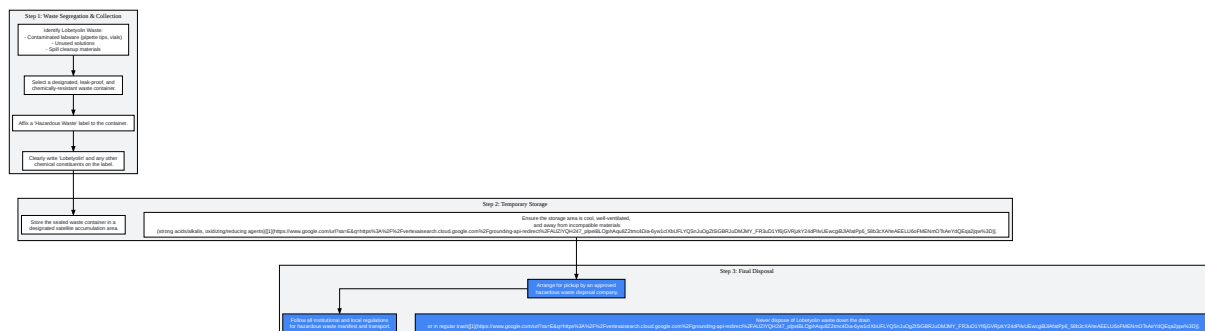 Step 1: Waste Segregation & Collection
Identify Lobetyolin Waste:
- Contaminated labware (pipette tips, vials)
- Unused solutions
- Spill cleanup materials
Select a designated, leak-proof, and
chemically-resistant waste container.
Affix a 'Hazardous Waste' label to the container.
Clearly write 'Lobetyolin' and any other
chemical constituents on the label.
Step 2: Temporary Storage
Store the sealed waste container in a
designated satellite accumulation area.
Ensure the storage area is cool, well-ventilated,
and away from incompatible materials
(strong acids/alkalis, oxidizing/reducing agents)
Step 3: Final Disposal
Arrange for pickup by an approved
hazardous waste disposal company.
Follow all institutional and local regulations
for hazardous waste manifest and transport.
Never dispose of Lobetyolin waste down the drain
or in regular trash